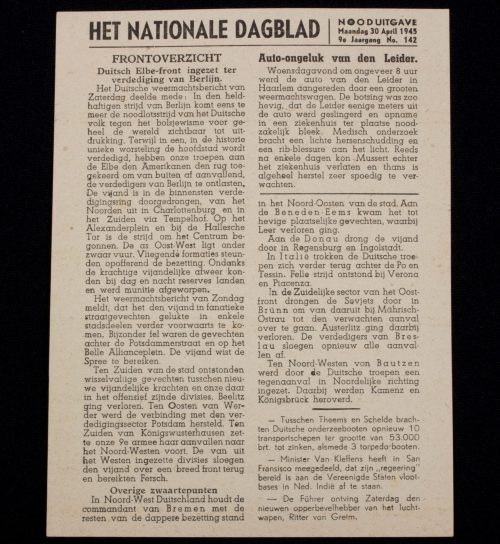 HET NATIONALE DAGBLAD
NOODUITGAVE
Maandag 30 April 1945
9e Jaargang No. 142
FRONTOVERZICHT
Duitsch Elbe-front ingezet ter
verdediging van Berlijn.
Het Duitsche weermachtsbericht van
Zaterdag deelde mede: In den held-
haftigen strijd van Berlijn komt eens te
meer de noodlotsstrijd van het Duitsche
volk tegen het bolsjewisme voor ge-
heel de wereld zichtbaar tot uit-
drukking. Terwijl in een, in de historie
unieke worsteling de hoofdstad wordt
verdedigd, hebben onze troepen aan
de Elbe den Amerikanen den rug toe-
gekeerd om van buiten af aanvallend,
de verdedigers van Berlijn te ontlasten.
De vijand is in de binnensten verde-
digingsring doorgedrongen, van het
Noorden uit in Charlottenburg en in
het Zuiden via Tempelhof. Op het
Alexanderplein en bij de Hallesche
Tor is de strijd om het Centrum be-
gonnen. De as Oost-West ligt onder
zwaar vuur. Vliegende formaties steun-
den opofferend de bezetting. Ondanks
de krachtige vijandelijke afweer kon-
den bij dag en nacht reserves landen
en werd munitie afgeworpen.
Het weermachtsbericht van Zondag
meldt, dat het den vijand in fanatieke
straatgevechten gelukte in enkele
stadsdeelen verder voorwaarts te ko-
men. Bijzonder fel waren de gevechten
achter de Potsdammerstraat en op het
Belle Allianceplein. De vijand wist de
Spree te bereiken.
Ten Zuiden van de stad ontstonden
wisselvallige gevechten tusschen nieu-
we vijandelijke krachten en onze daar
in het offensief zijnde divisies. Beelitz
ging verloren. Ten Oosten van Wer-
der werd de verbinding met den ver-
dedigingssector Potsdam hersteld. Ten
Zuiden van Königswusterhausen zet-
te onze 9e armee haar aanvallen naar
het Noord-Westen voort. De van uit
het Westen ingezette divisies sloegen
den vijand over een breed front terug
en bereikten Fersch.
Overige zwaartepunten
In Noord-West Duitschland houdt de
commandant van Bremen met de
resten van de dappere bezetting stand
Auto-ongeluk van den Leider.
Woensdagavond om ongeveer 8 uur
werd de auto van den Leider in
Haarlem aangereden door een grooten
weermachtswagen. De botsing was zoo
hevig, dat de Leider eenige meters uit
de auto werd geslingerd en opname
in een ziekenhuis ter plaatse nood-
zakelijk bleek. Medisch onderzoek
bracht een lichte hersenschudding en
een rib-blessure aan het licht. Reeds
na enkele dagen kon Mussert echter
het ziekenhuis verlaten en thans is
algeheel herstel zeer spoedig te ver-
wachten.
in het Noord-Oosten van de stad. Aan
de Beneden-Eems kwam het tot
hevige plaatselijke gevechten, waarbij
Leer verloren ging.
Aan de Donau drong de vijand
door in Regensburg en Ingolstadt.
In Italië trokken de Duitsche troe-
pen zich verder terug achter de Po en
Tessin. Felle strijd ontstond bij Verona
en Piacenza.
In de Zuidelijke sector van het Oost-
front drongen de Sovjets door in
Brünn om van daaruit bij Mährisch-
Ostrau tot den verwachten aanval
over te gaan. Austerlitz ging daarbij
verloren. De verdedigers van Bres-
lau sloegen opnieuw alle aanval-
len af.
Ten Noord-Westen van Bautzen
werd door de Duitsche troepen een
tegenaanval in Noordelijke richting
ingezet. Daarbij werden Kamenz en
Königsbrück heroverd.
— Tusschen Theems en Schelde brach-
ten Duitsche onderzeebooten opnieuw 10
transportschepen ter grootte van 53.000
brt. tot zinken, alsmede 3 torpedo-booten.
— Minister Van Kleffens heeft in San
Fransisco meegedeeld, dat zijn „regeering"
bereid is aan de Vereenigde Staten vloot-
bases in Ned. Indië af te staan.
— De Führer ontving Zaterdag den
nieuwen opperbevelhebber van het lucht-
wapen, Ritter von Greim.